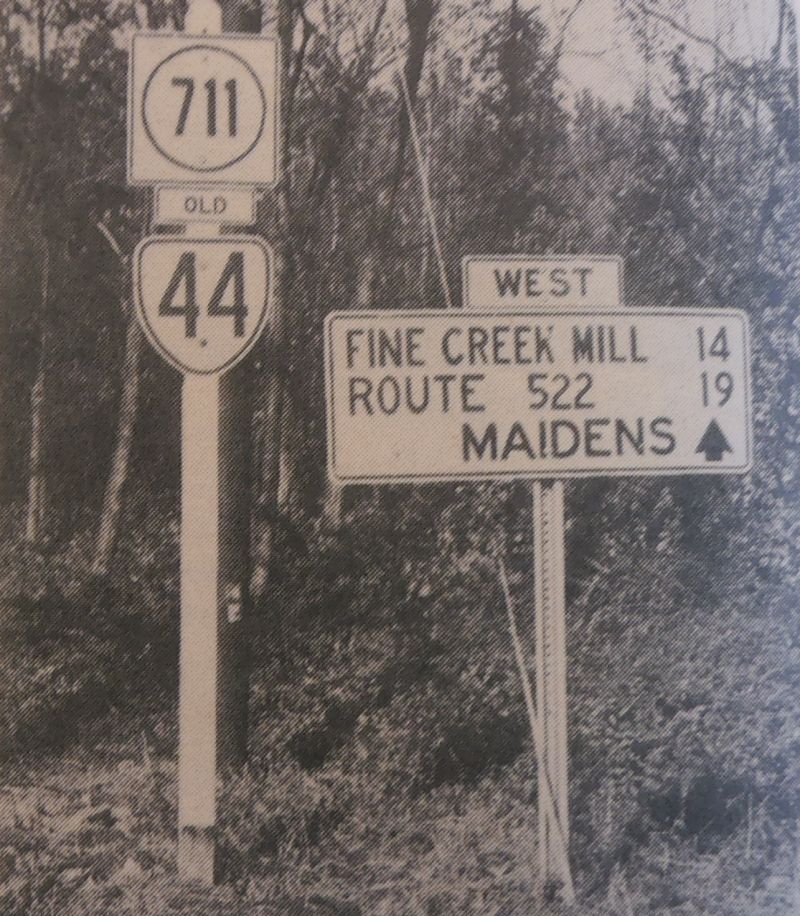 711
OLD
44
WEST
FINE CREEK MILL 14
ROUTE 522 19
MAIDENS